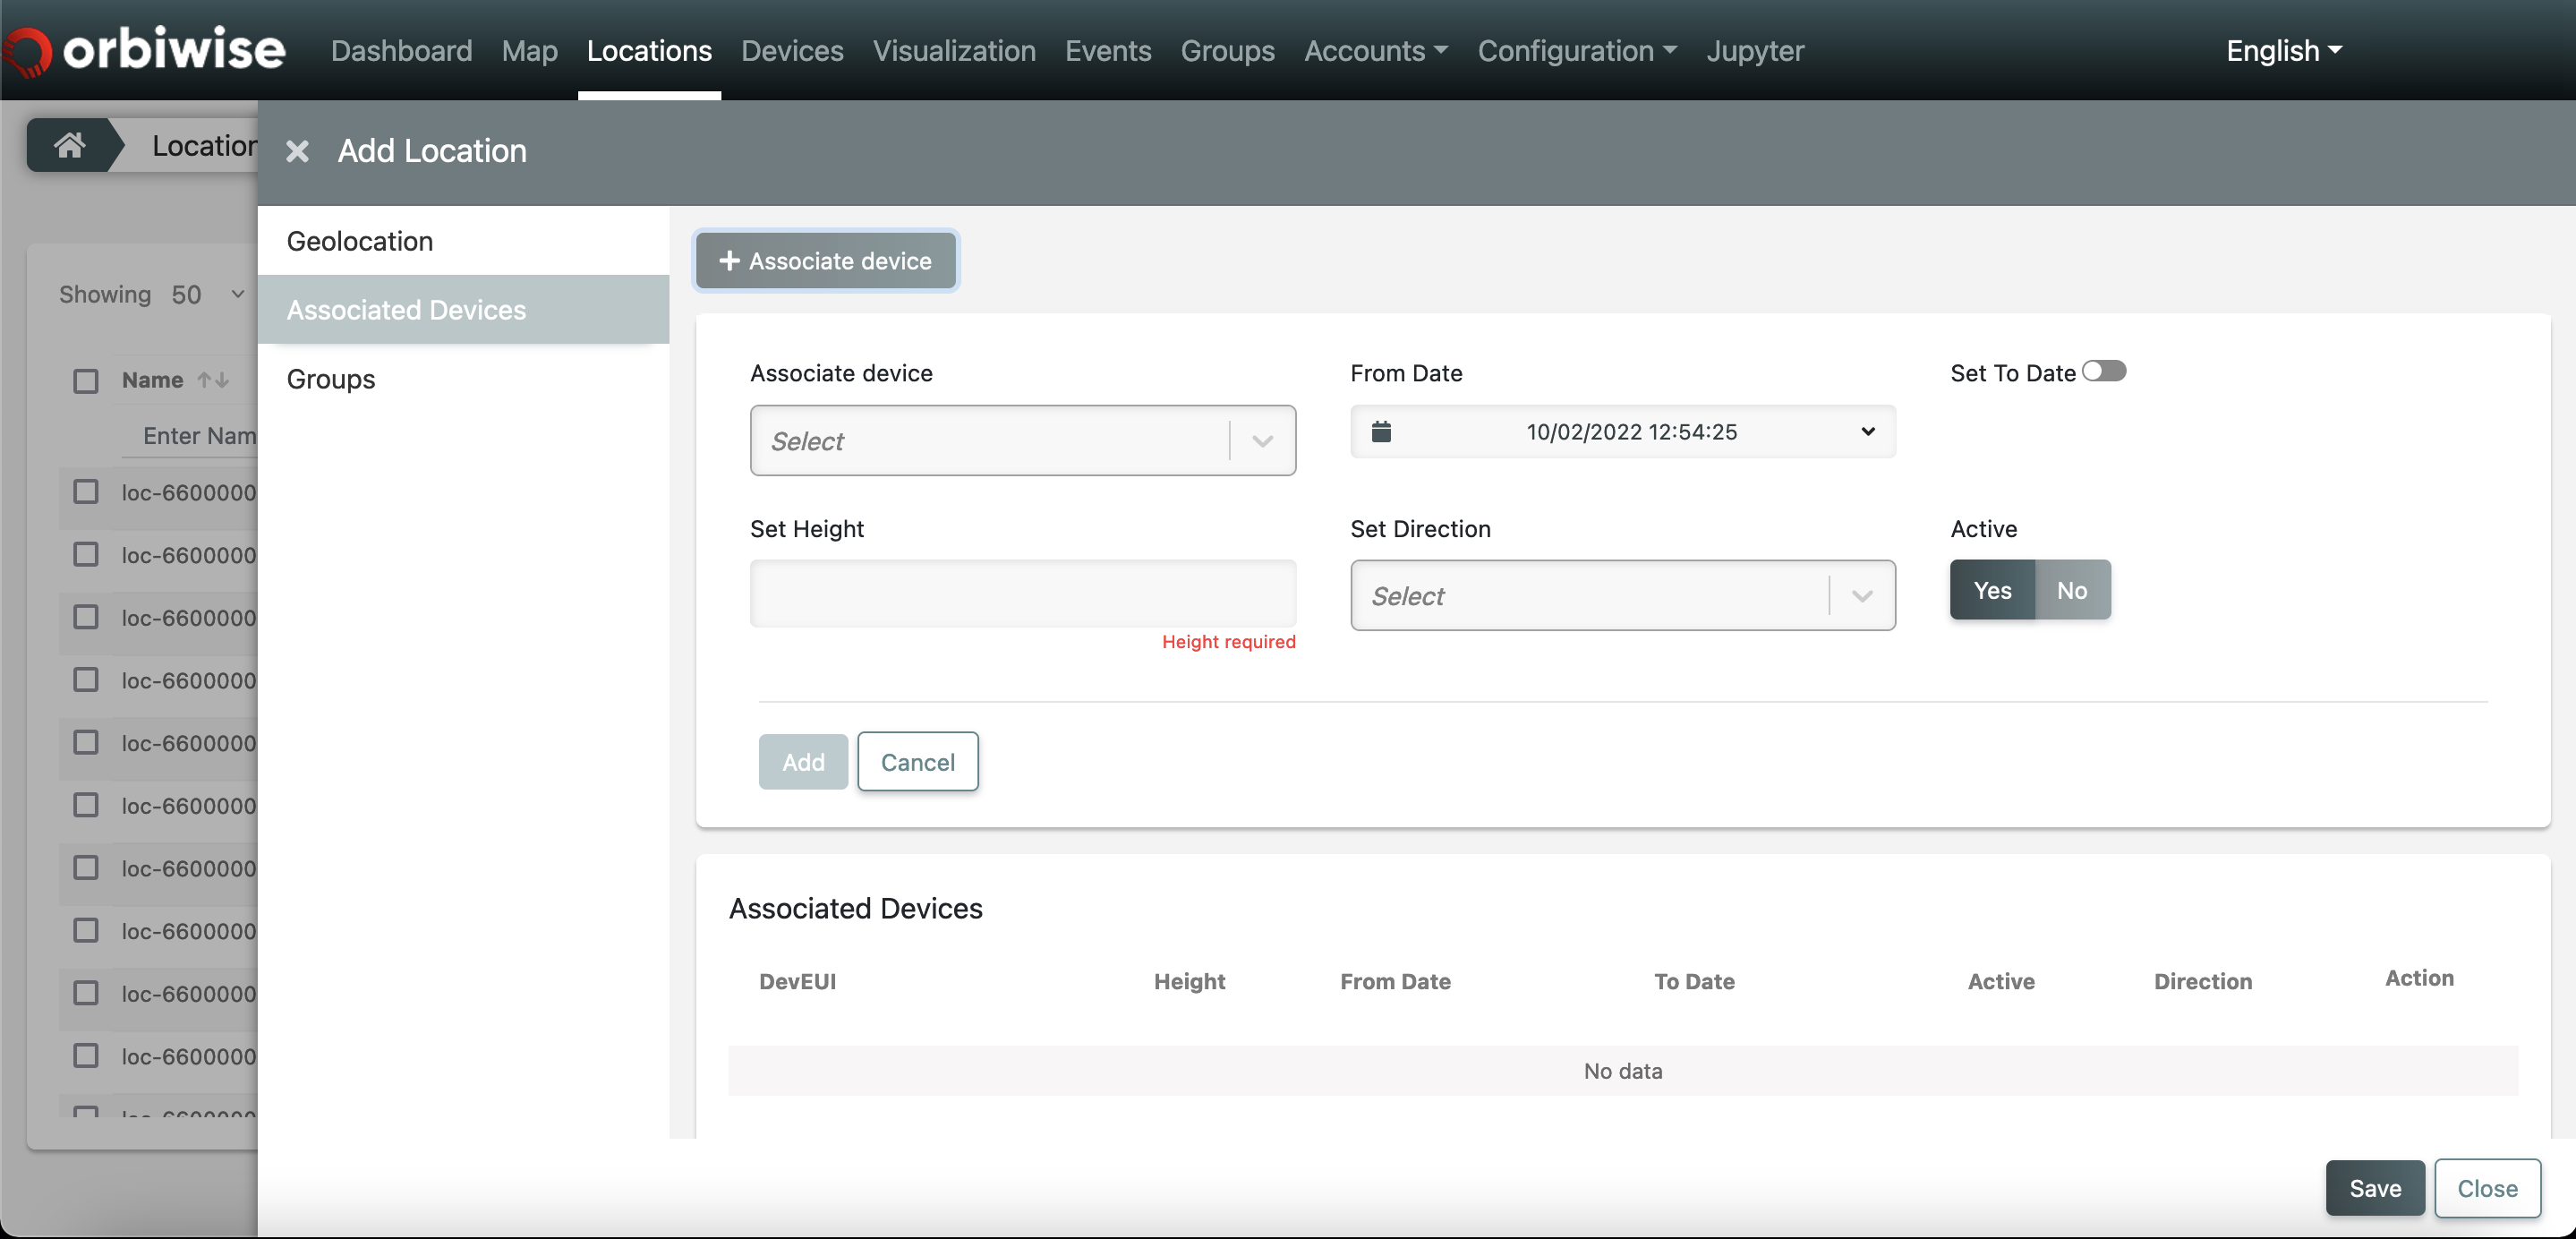 orbiwise Dashboard Map Locations Devices Visualization Events Groups Accounts Configuration Jupyter English
Location
Add Location
Geolocation
Associated Devices
Groups
Showing 50
Name
Enter Nam
loc-6600000
loc-6600000
loc-6600000
loc-6600000
loc-6600000
loc-6600000
loc-6600000
loc-6600000
loc-6600000
loc-6600000
loc-6600000
+ Associate device
Associate device
Select
From Date
10/02/2022 12:54:25
Set To Date
Set Height
Height required
Set Direction
Select
Active
Yes No
Add Cancel
Associated Devices
DevEUI Height From Date To Date Active Direction Action
No data
Save Close